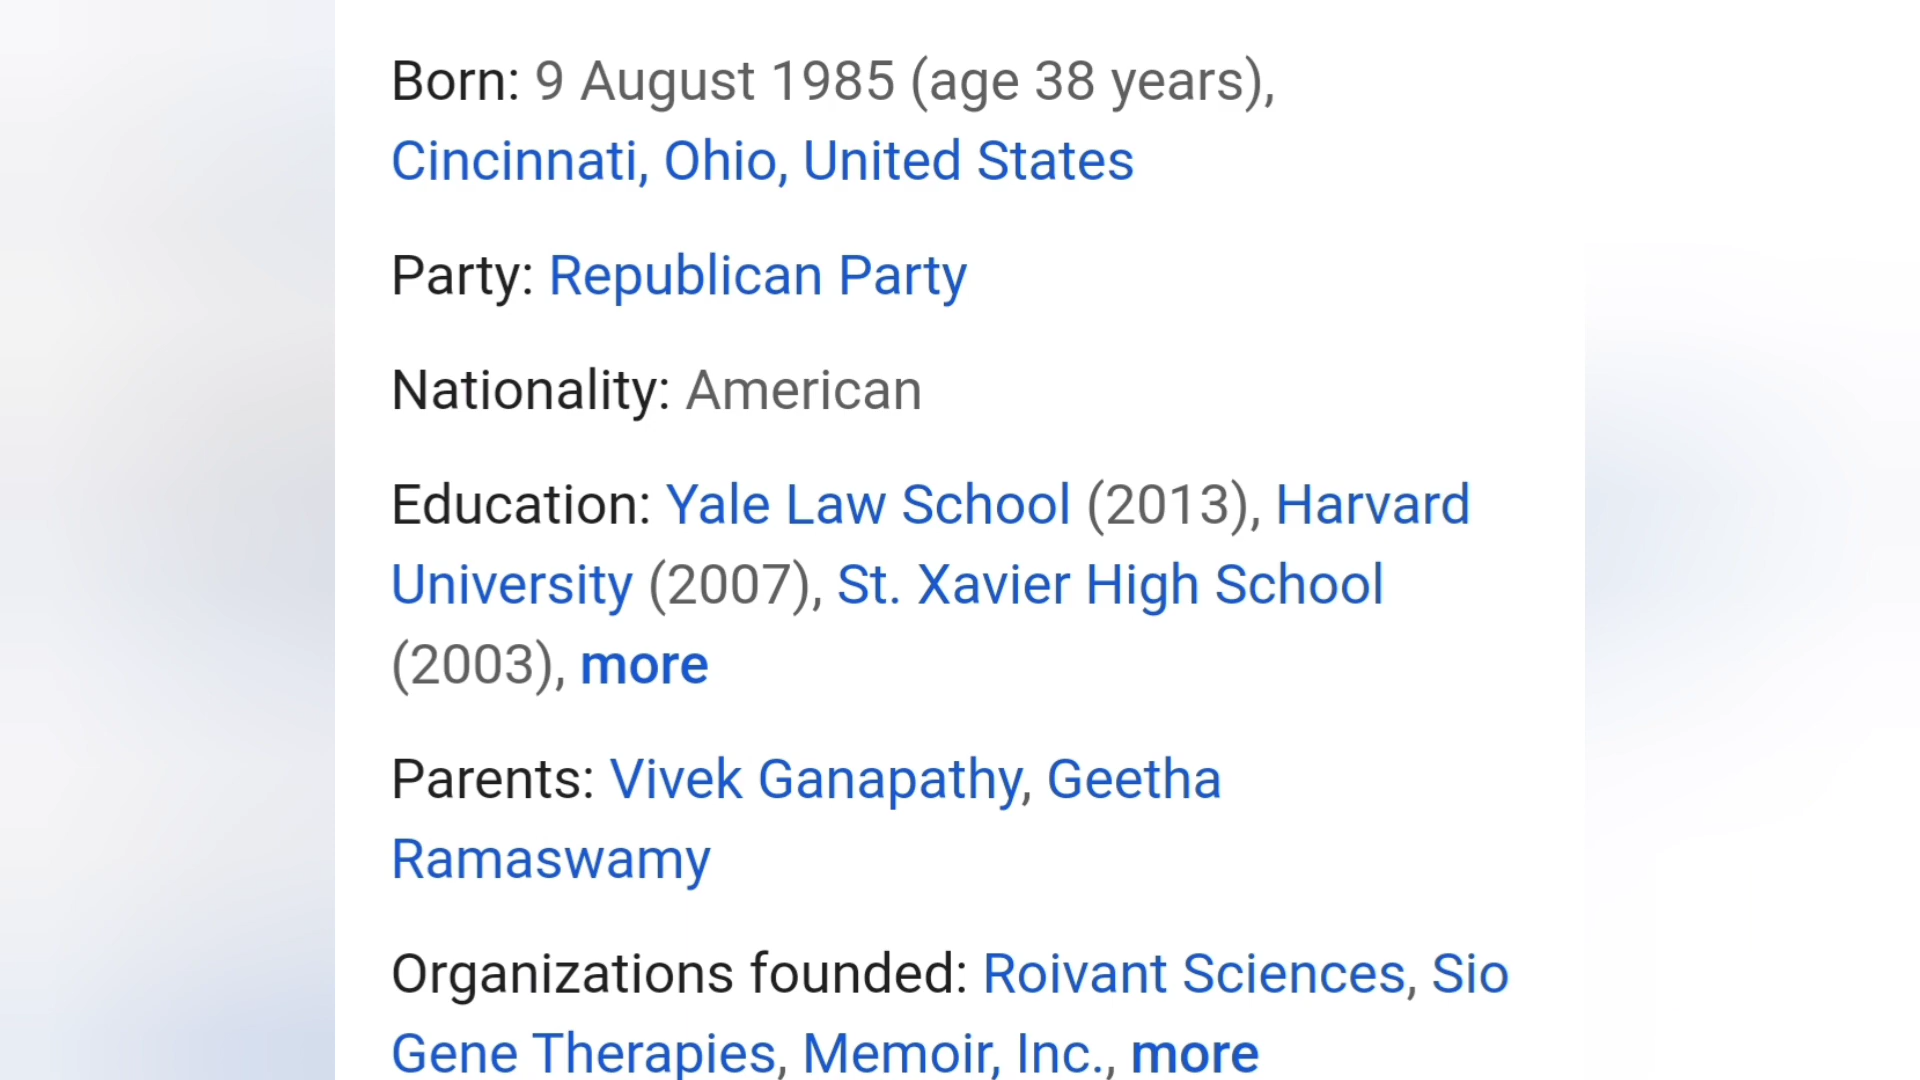 Born: 9 August 1985 (age 38 years),
Cincinnati, Ohio, United States
Party: Republican Party
Nationality: American
Education: Yale Law School (2013), Harvard
University (2007), St. Xavier High School
(2003), more
Parents: Vivek Ganapathy, Geetha
Ramaswamy
Organizations founded: Roivant Sciences, Sio
Gene Therapies, Memoir, Inc., more